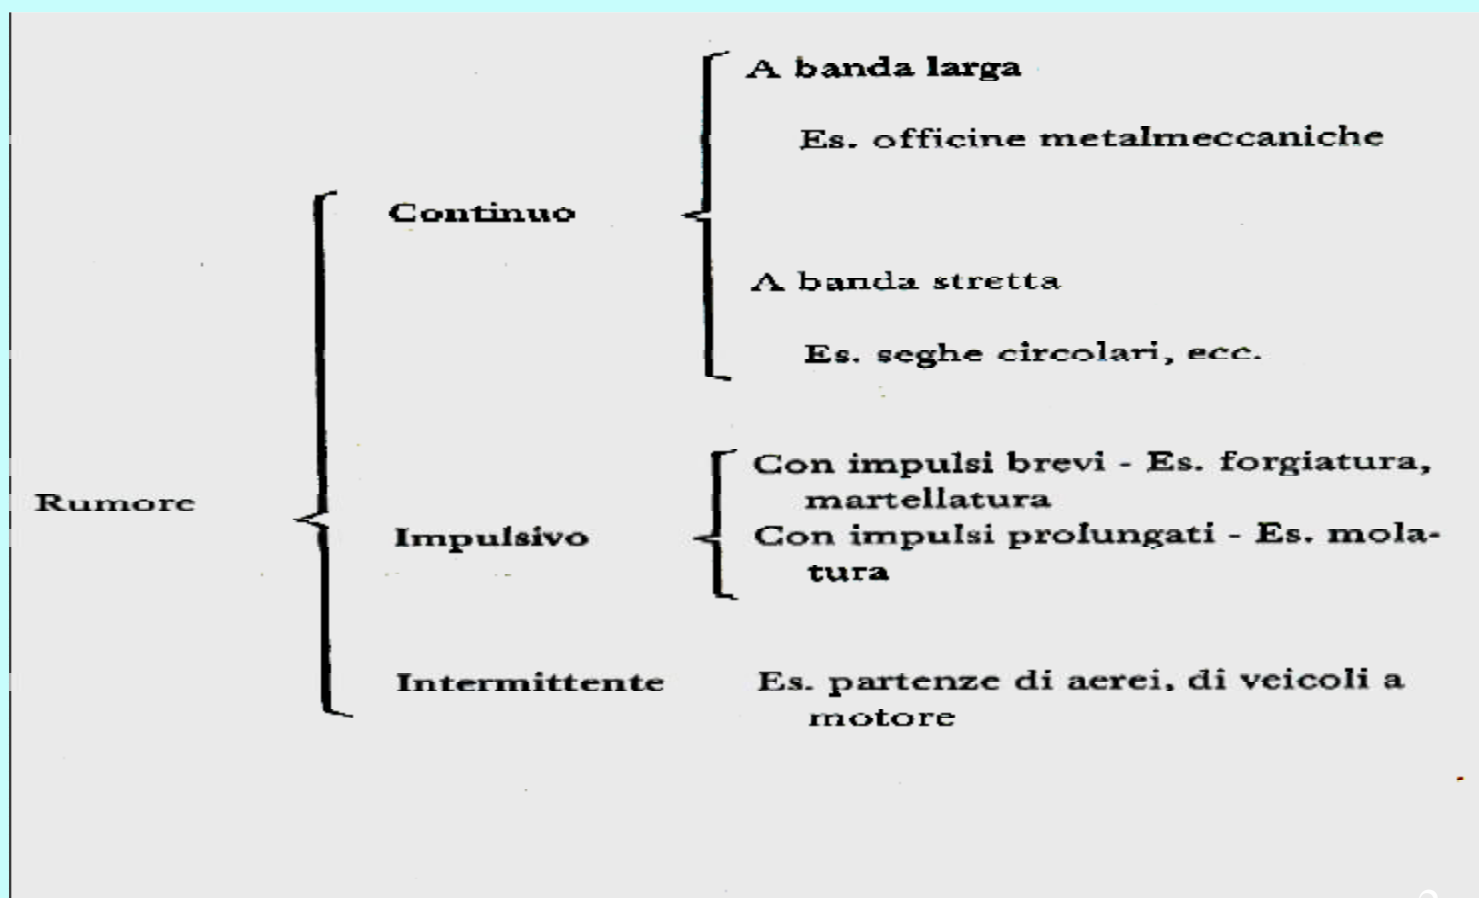 A banda larga
Es. officine metalmeccaniche
Continuo
A banda stretta
Es. seghe circolari, ecc.
Con impulsi brevi - Es. forgiatura,
martellatura
Rumore
Impulsivo
Con impulsi prolungati - Es. mola-
tura
Intermittente
Es. partenze di aerei, di veicoli a
motore